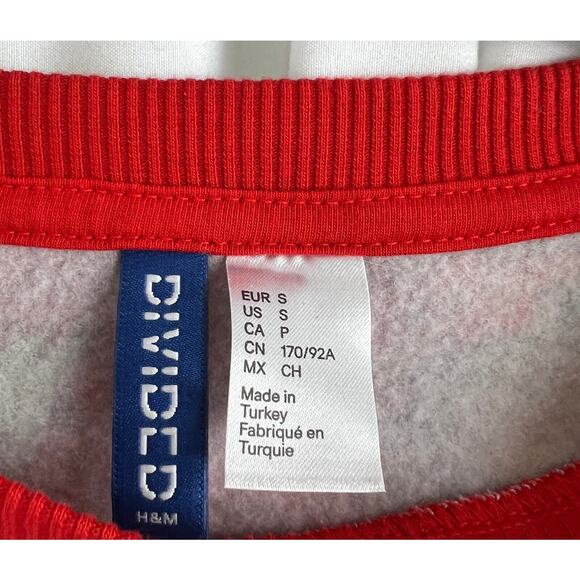 DIVIDED
H&M
EUR S
US S
CA P
CN 170/92A
MX CH
Made in
Turkey
Fabriqué en
Turquie